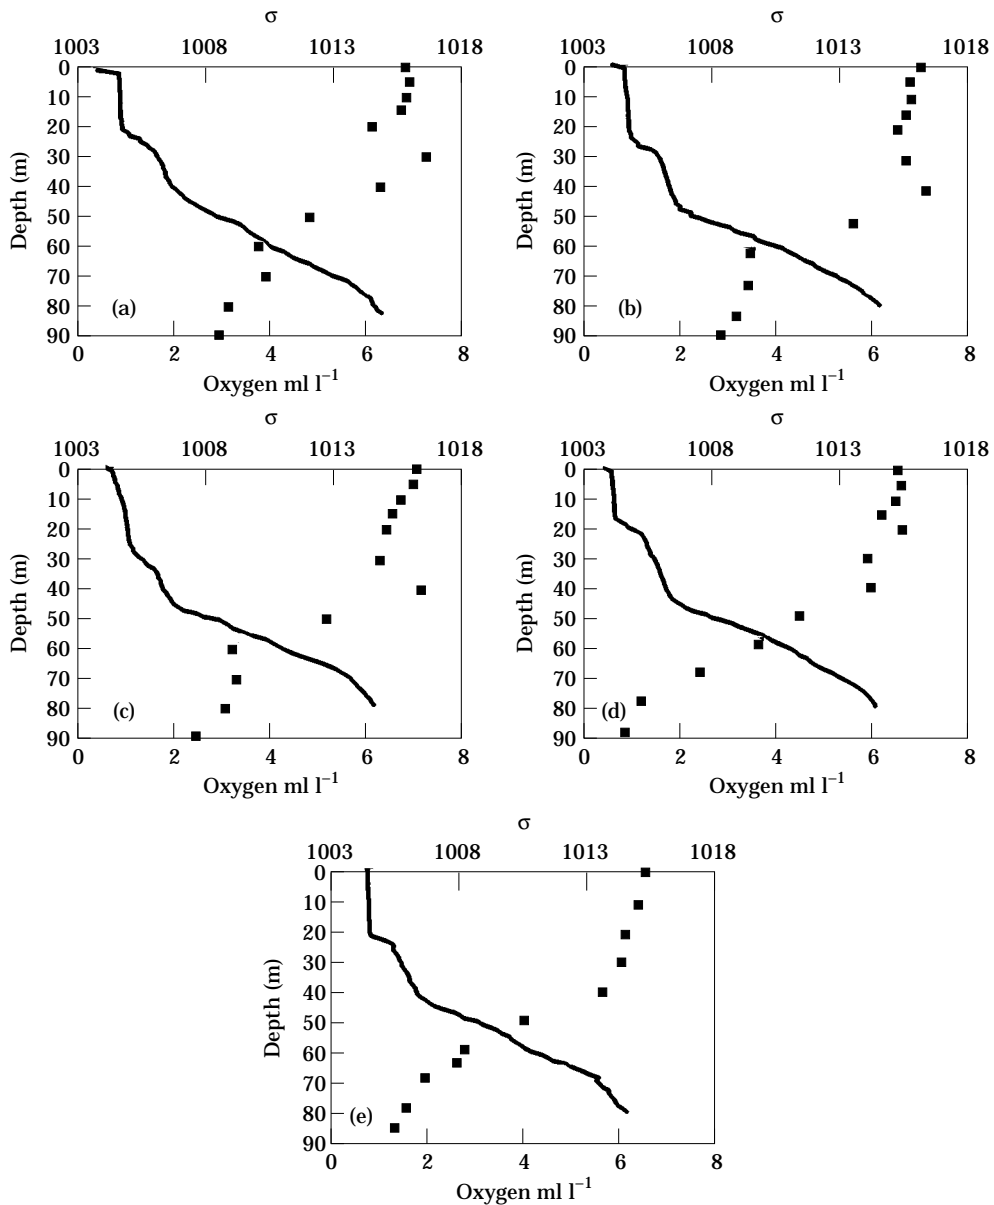 σ σ
1003 1008 1013 1018 1003 1008 1013 1018
0 0
10 10
20 20
30 30
40 40
50 50
60 60
70 70
80 80
90 90
Depth (m) Depth (m)
(a) (b)
0 2 4 6 8 0 2 4 6 8
Oxygen ml l⁻¹ Oxygen ml l⁻¹
σ σ
1003 1008 1013 1018 1003 1008 1013 1018
0 0
10 10
20 20
30 30
40 40
50 50
60 60
70 70
80 80
90 90
Depth (m) Depth (m)
(c) (d)
0 2 4 6 8 0 2 4 6 8
Oxygen ml l⁻¹ Oxygen ml l⁻¹
σ
1003 1008 1013 1018
0
10
20
30
40
50
60
70
80
90
Depth (m)
(e)
0 2 4 6 8
Oxygen ml l⁻¹